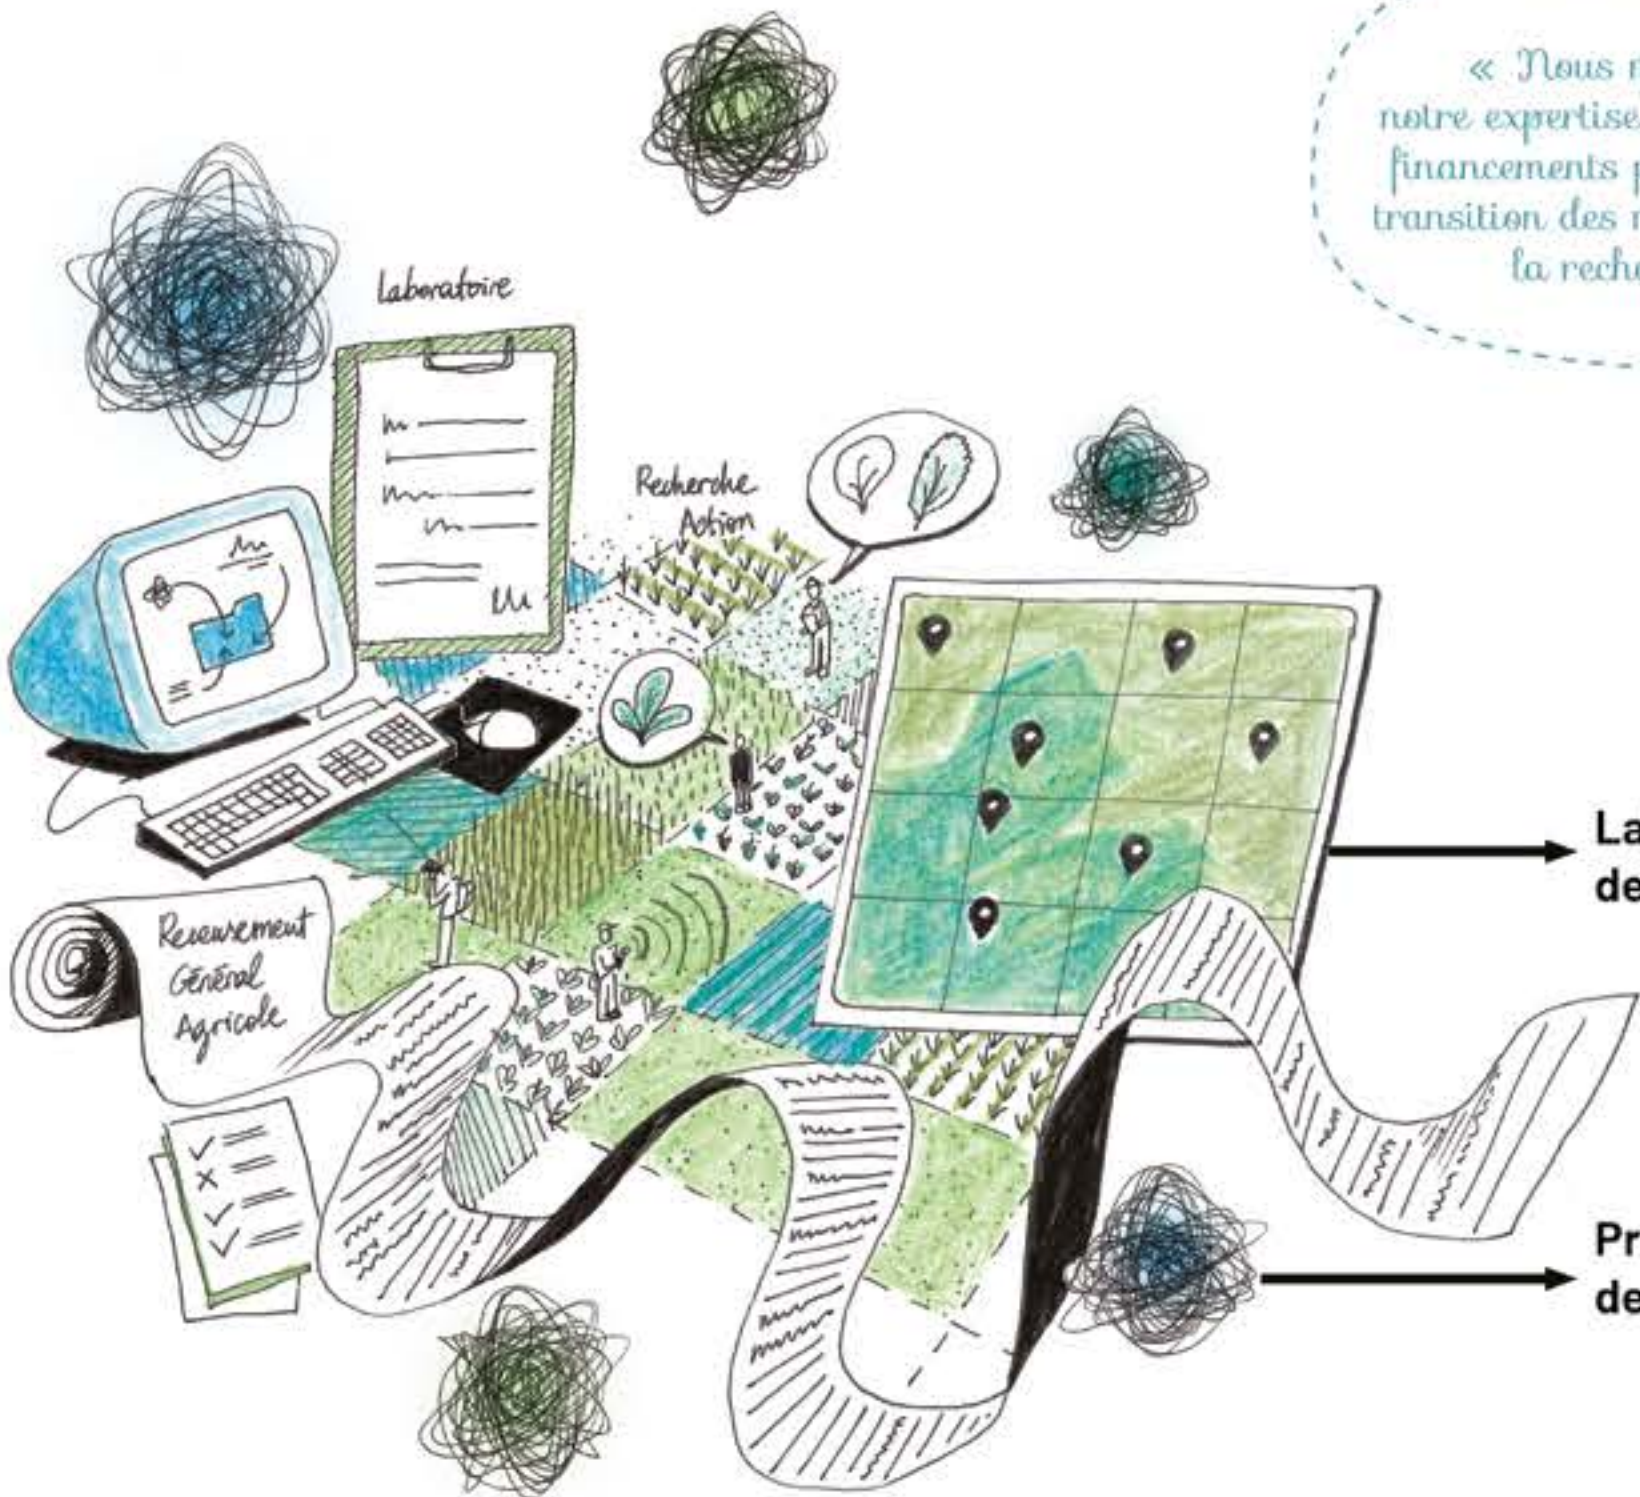 « Nous
notre expertise
financements
transition des
la reche
Laboratoire
Recherche
Action
Recensement
Général
Agricole
La
de
Pr
de